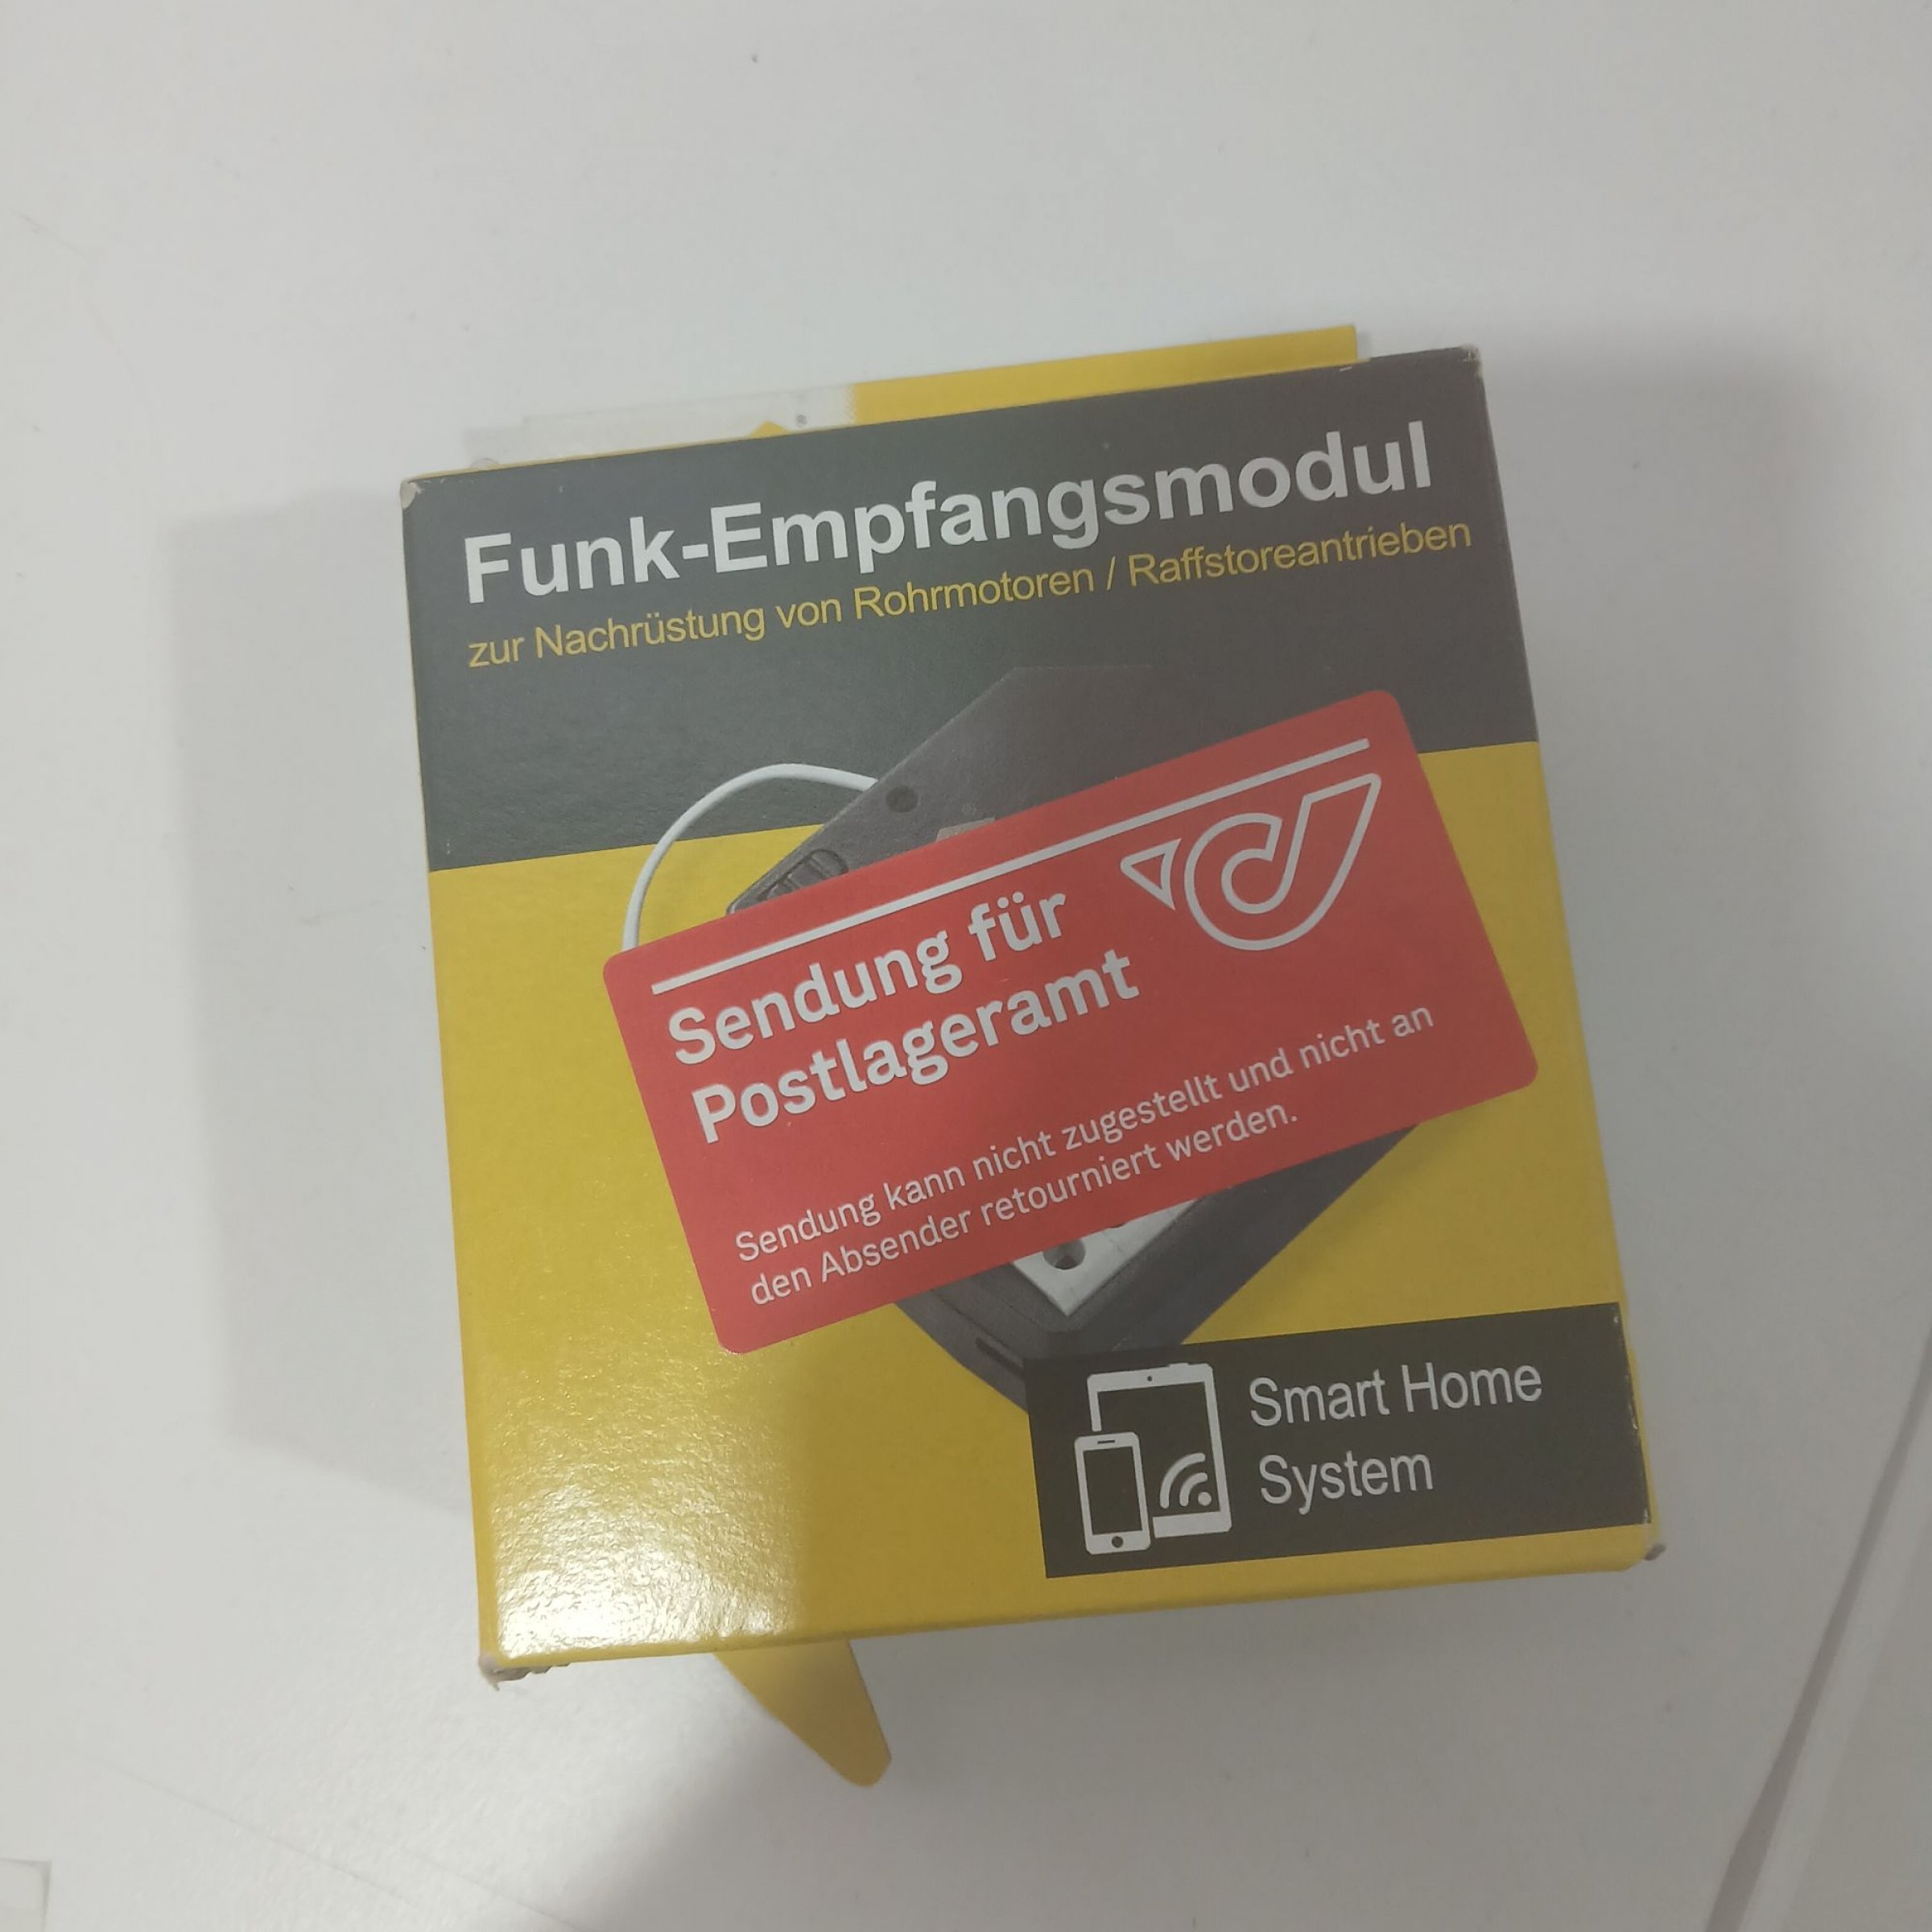 Funk-Empfangsmodul
zur Nachrüstung von Rohrmotoren / Raffstoreantrieben
Sendung für
Postlageramt
Sendung kann nicht zugestellt und nicht an
den Absender retourniert werden.
Smart Home
System